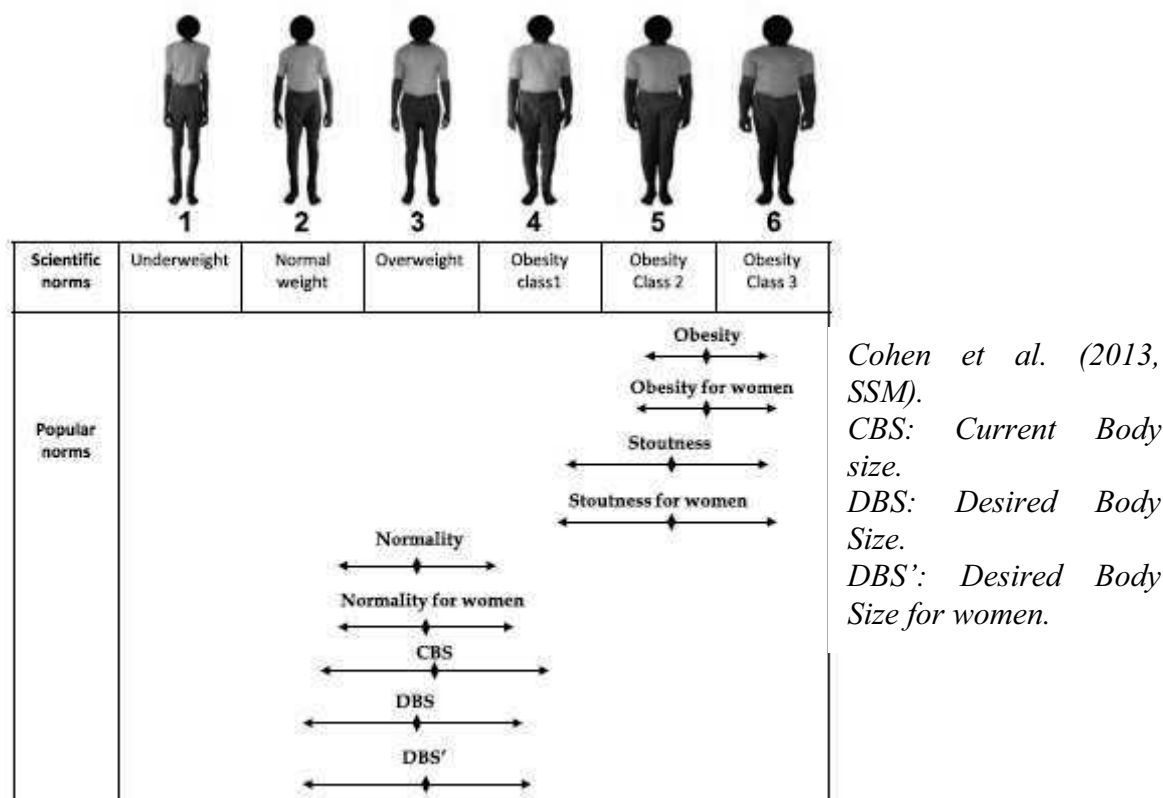 1 2 3 4 5 6
Scientific norms Underweight Normal weight Overweight Obesity class1 Obesity Class 2 Obesity Class 3
Popular norms
Obesity
Obesity for women
Stoutness
Stoutness for women
Normality
Normality for women
CBS
DBS
DBS'
Cohen et al. (2013,
SSM).
CBS: Current Body
size.
DBS: Desired Body
Size.
DBS’: Desired Body
Size for women.